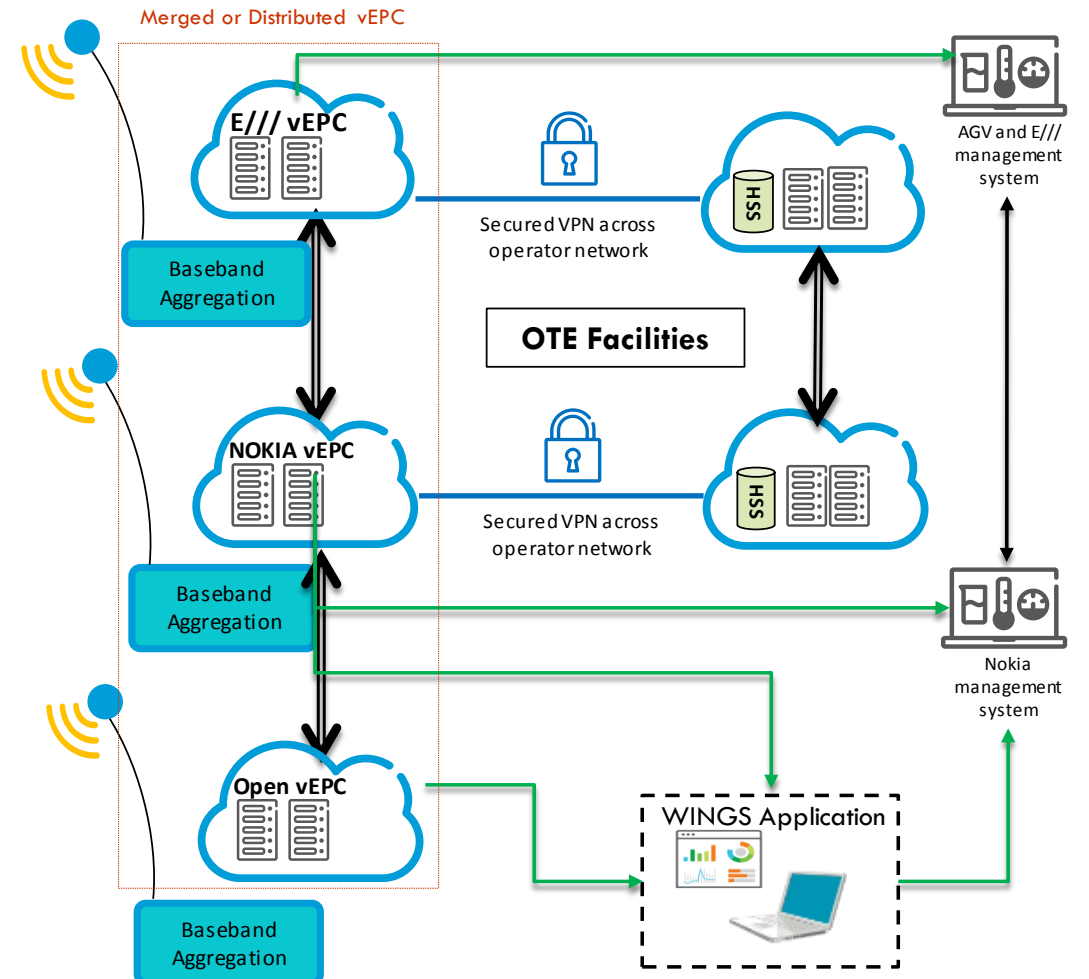 Merged or Distributed vEPC
E/// vEPC
AGV and E///
management
system
HSS
Secured VPN across
operator network
Baseband
Aggregation
OTE Facilities
NOKIA vEPC
HSS
Secured VPN across
operator network
Baseband
Aggregation
Nokia
management
system
Open vEPC
WINGS Application
Baseband
Aggregation